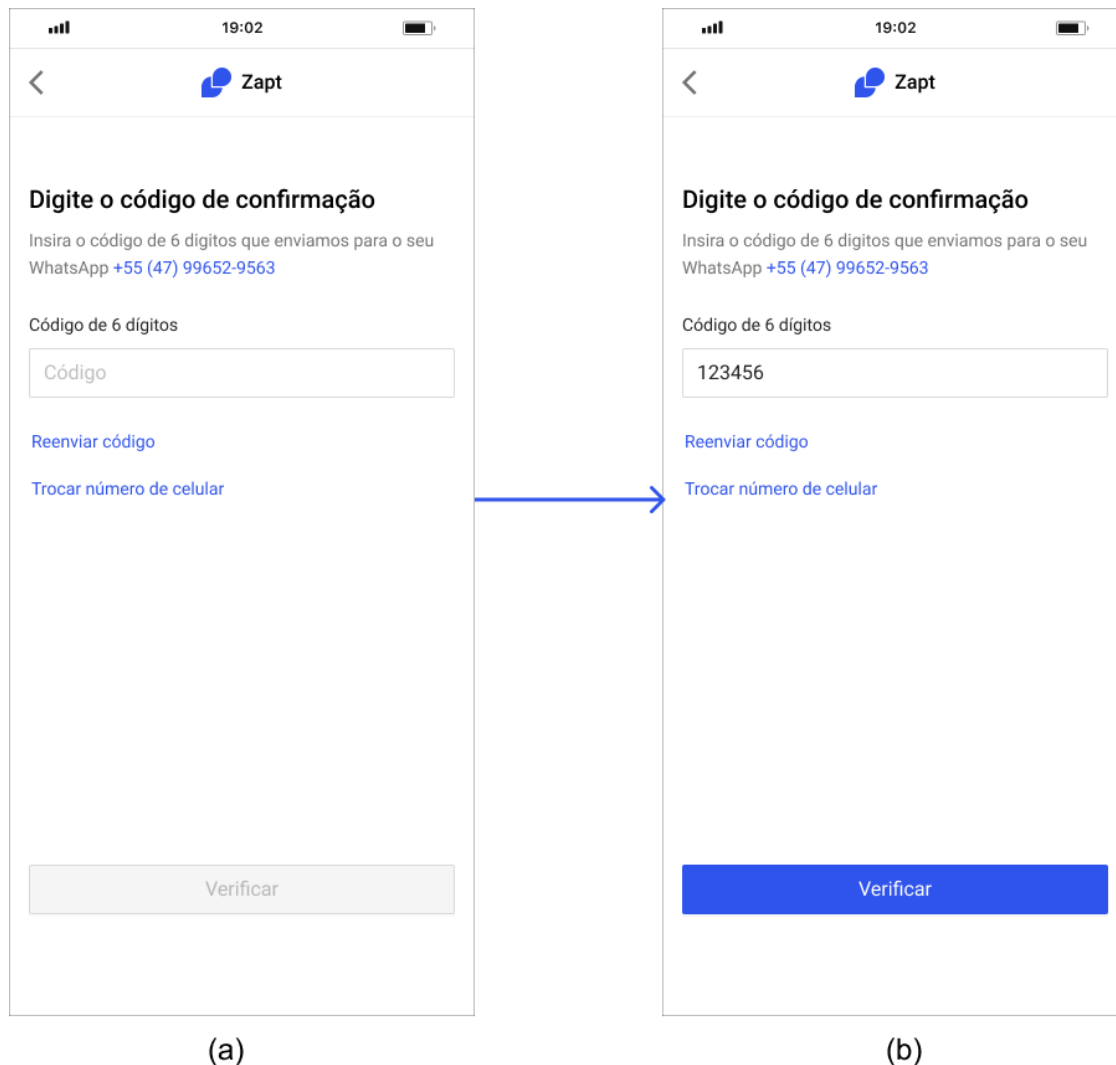 19:02
Zapt
Digite o código de confirmação
Insira o código de 6 digitos que enviamos para o seu
WhatsApp +55 (47) 99652-9563
Código de 6 dígitos
Código
Reenviar código
Trocar número de celular
Verificar
(a)
19:02
Zapt
Digite o código de confirmação
Insira o código de 6 digitos que enviamos para o seu
WhatsApp +55 (47) 99652-9563
Código de 6 dígitos
123456
Reenviar código
Trocar número de celular
Verificar
(b)